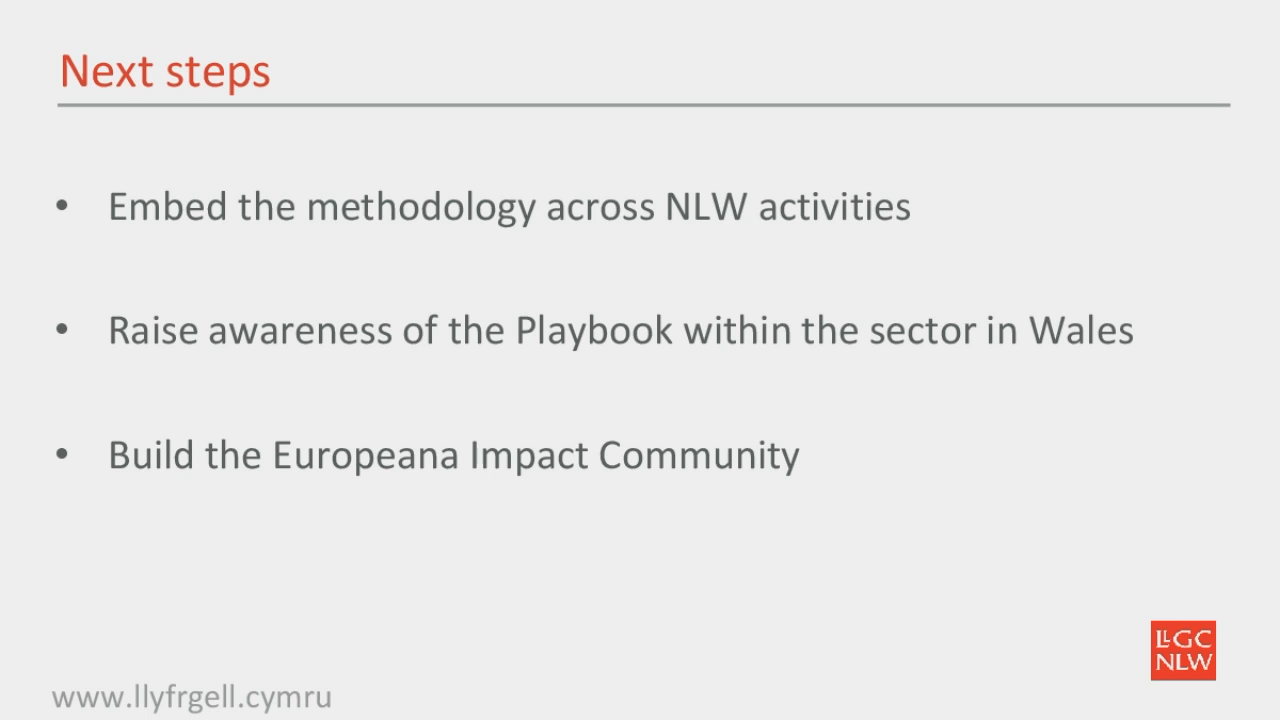 Next steps
• Embed the methodology across NLW activities
• Raise awareness of the Playbook within the sector in Wales
• Build the Europeana Impact Community
LLGC
NLW
www.llyfrgell.cymru